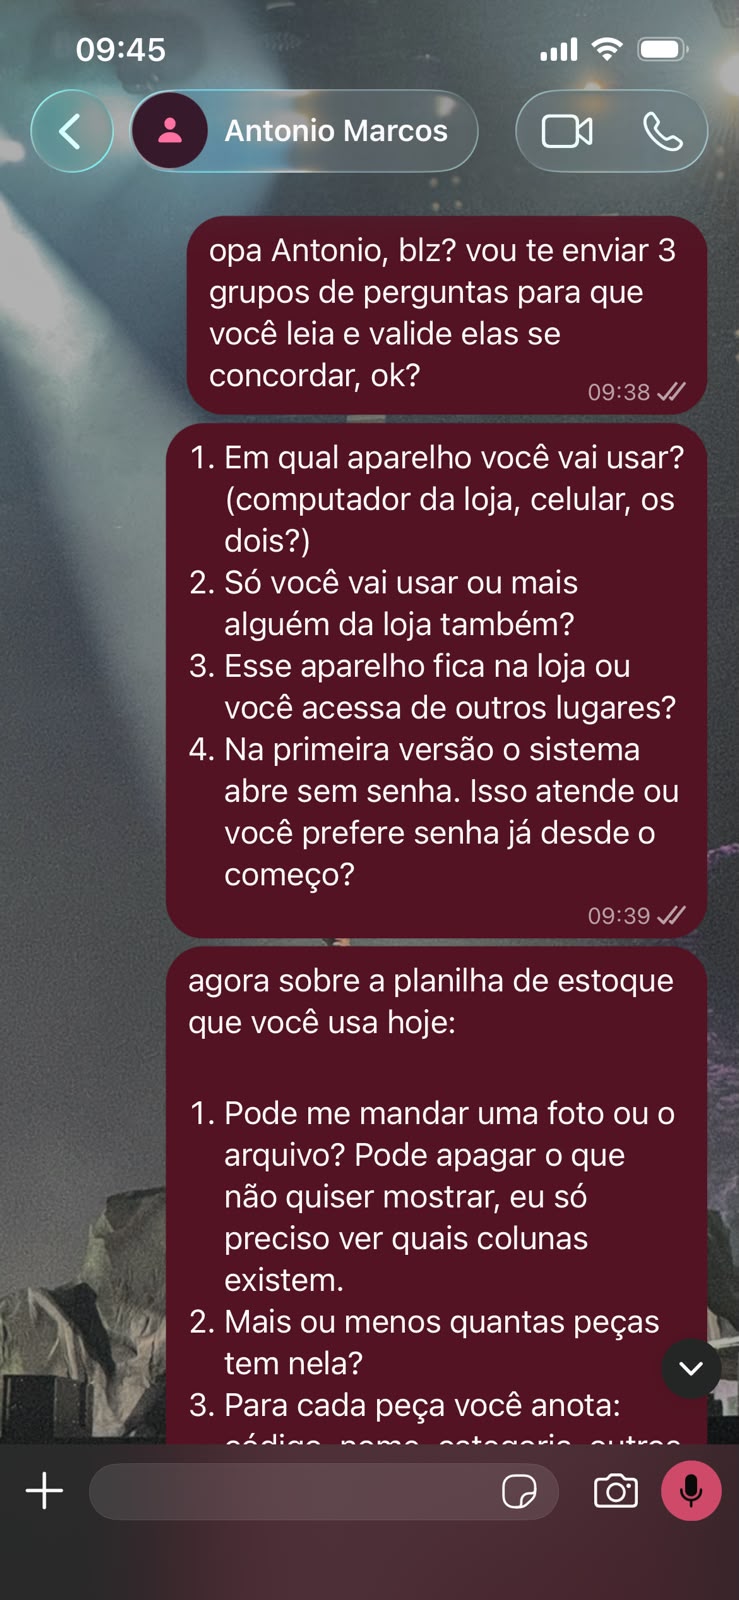 09:45
Antonio Marcos
opa Antonio, blz? vou te enviar 3
grupos de perguntas para que
você leia e valide elas se
concordar, ok?
09:38
1. Em qual aparelho você vai usar?
(computador da loja, celular, os
dois?)
2. Só você vai usar ou mais
alguém da loja também?
3. Esse aparelho fica na loja ou
você acessa de outros lugares?
4. Na primeira versão o sistema
abre sem senha. Isso atende ou
você prefere senha já desde o
começo?
09:39
agora sobre a planilha de estoque
que você usa hoje:
1. Pode me mandar uma foto ou o
arquivo? Pode apagar o que
não quiser mostrar, eu só
preciso ver quais colunas
existem.
2. Mais ou menos quantas peças
tem nela?
3. Para cada peça você anota:
código, nome, categoria, outros